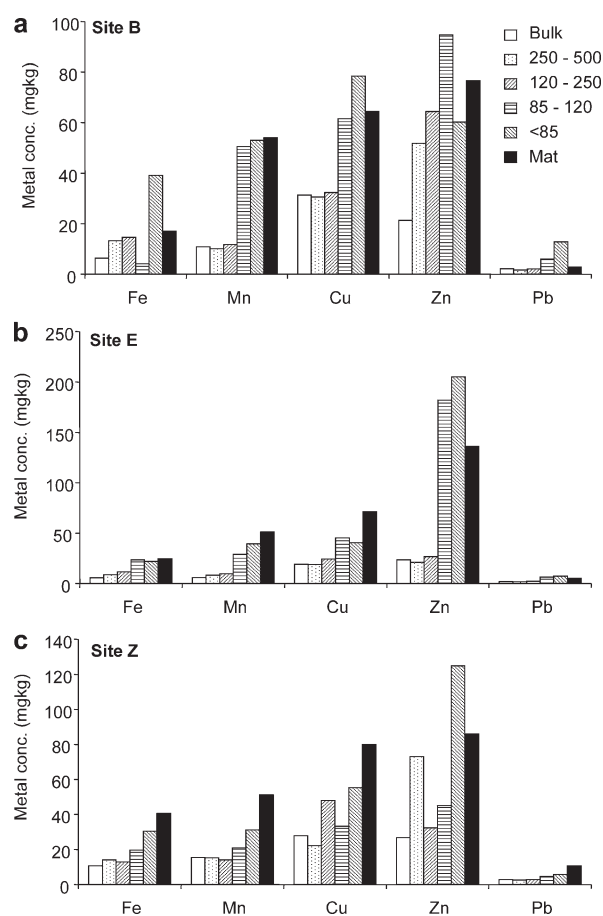 a
Site B
Metal conc. (mgkg)
100
80
60
40
20
0
Fe Mn Cu Zn Pb
Bulk
250 - 500
120 - 250
85 - 120
<85
Mat
b
Site E
Metal conc. (mgkg)
250
200
150
100
50
0
Fe Mn Cu Zn Pb
c
Site Z
Metal conc. (mgkg)
140
120
100
80
60
40
20
0
Fe Mn Cu Zn Pb